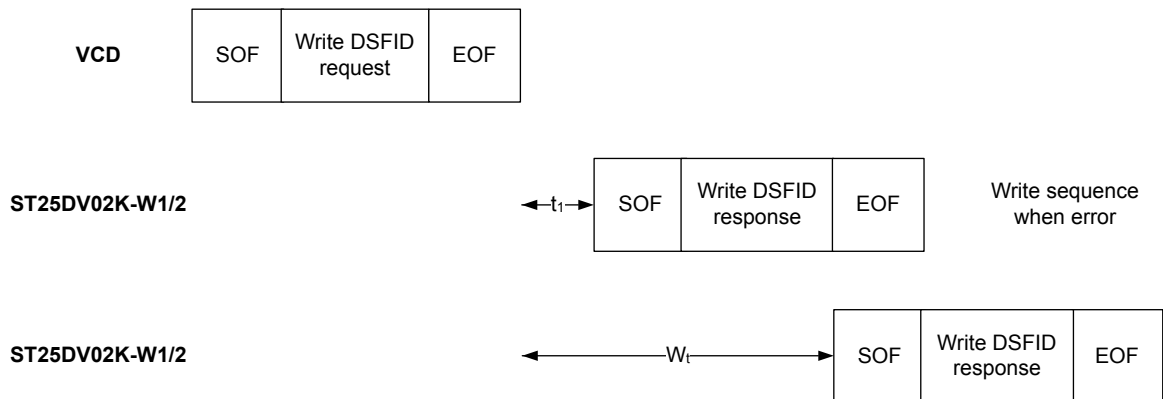 VCD
SOF
Write DSFID
request
EOF
ST25DV02K-W1/2
t1
SOF
Write DSFID
response
EOF
Write sequence
when error
ST25DV02K-W1/2
Wt
SOF
Write DSFID
response
EOF